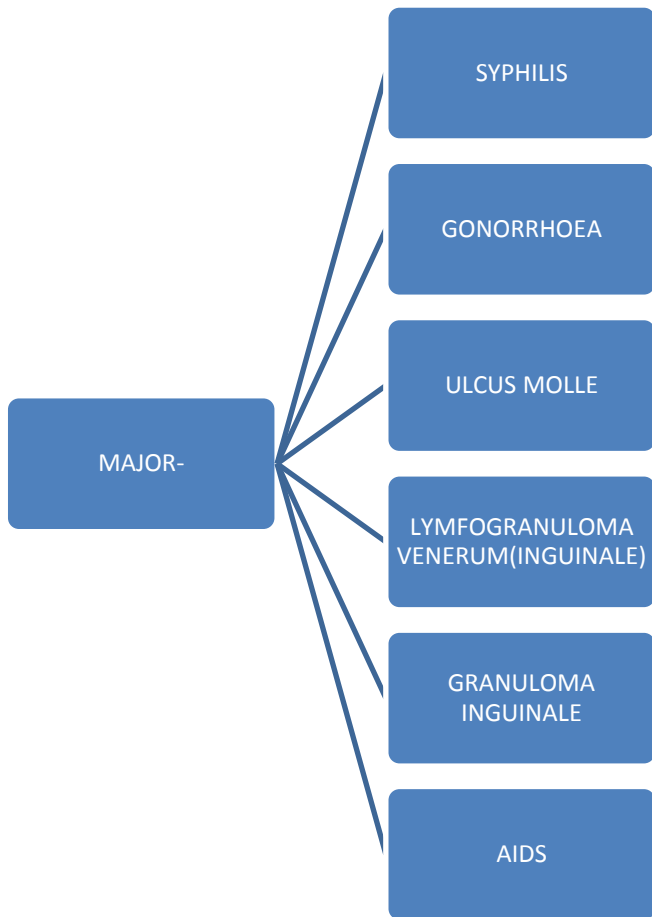 SYPHILIS
GONORRHOEA
ULCUS MOLLE
MAJOR-
LYMFOGRANULOMA
VENERUM(INGUINALE)
GRANULOMA
INGUINALE
AIDS